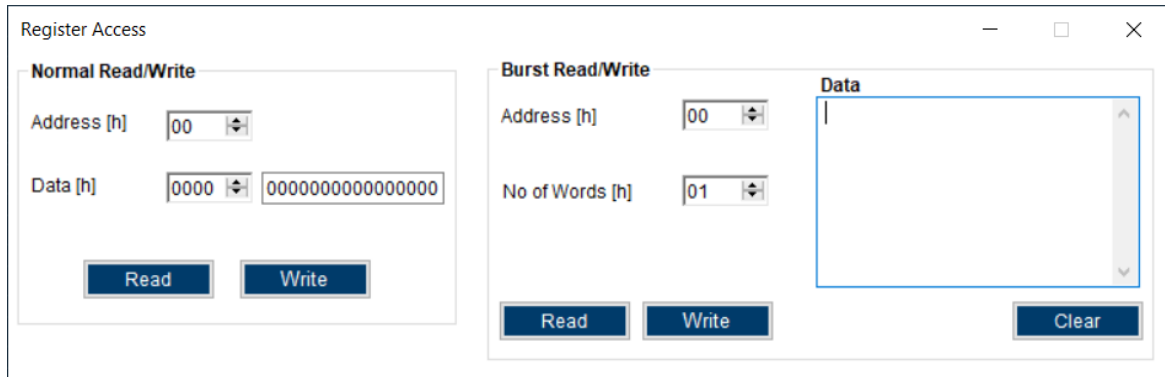 Register Access
Normal Read/Write
Address [h] 00
Data [h] 0000 0000000000000000
Read Write
Burst Read/Write
Address [h] 00
No of Words [h] 01
Data
Read Write Clear